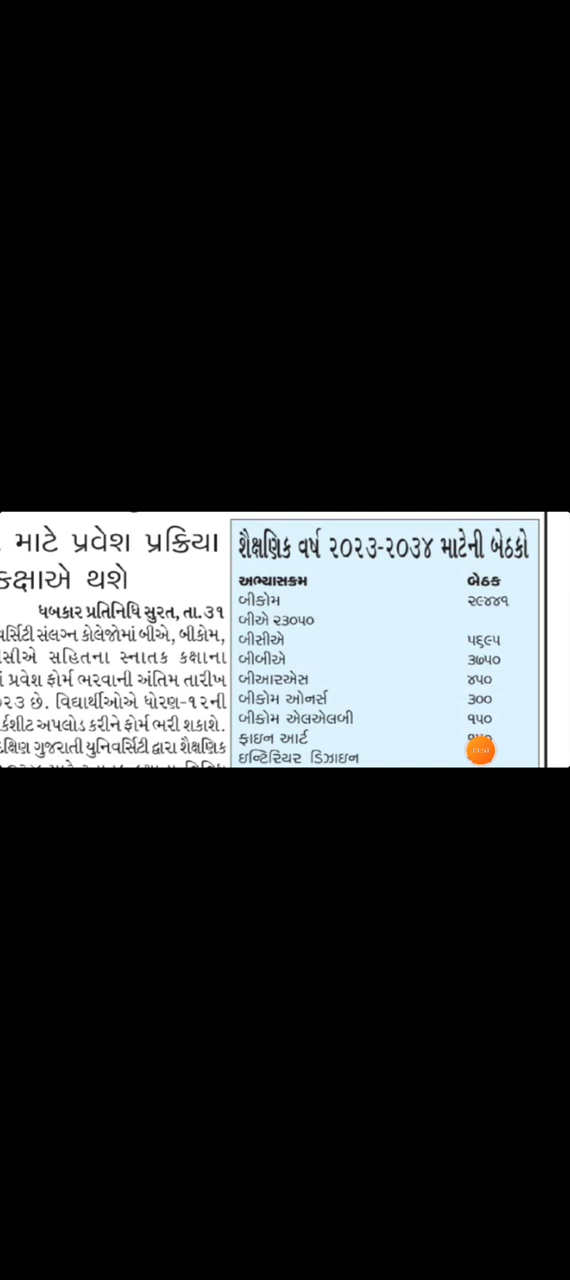 માટે પ્રવેશ પ્રક્રિયા
કક્ષાએ થશે
ધબકાર પ્રતિનિધિ સુરત, તા.૩૧
સંલગ્ન કોલેજોમાં બીએ, બીકોમ,
સહિતના સ્નાતક કક્ષાના
પ્રવેશ ફોર્મ ભરવાની અંતિમ તારીખ
છે. વિદ્યાર્થીઓએ ધોરણ-૧૨ની
અપલોડ કરીને ફોર્મ ભરી શકાશે.
ગુજરાતી યુનિવર્સિટી દ્વારા શૈક્ષણિક
શૈક્ષણિક વર્ષ ૨૦૨૩-૨૦૩૪ માટેની બેઠકો
અભ્યાસક્રમ બેઠક
બીકોમ ૨૯૪૪૧
બીએ ૨૩૦૫૦
બીસીએ ૫૬૯૫
બીબીએ ૩૭૫૦
બીઆરએસ ૪૫૦
બીકોમ ઓનર્સ ૩૦૦
બીકોમ એલએલબી ૧૫૦
ફાઇન આર્ટ
ઇન્ટિરિયર ડિઝાઇન